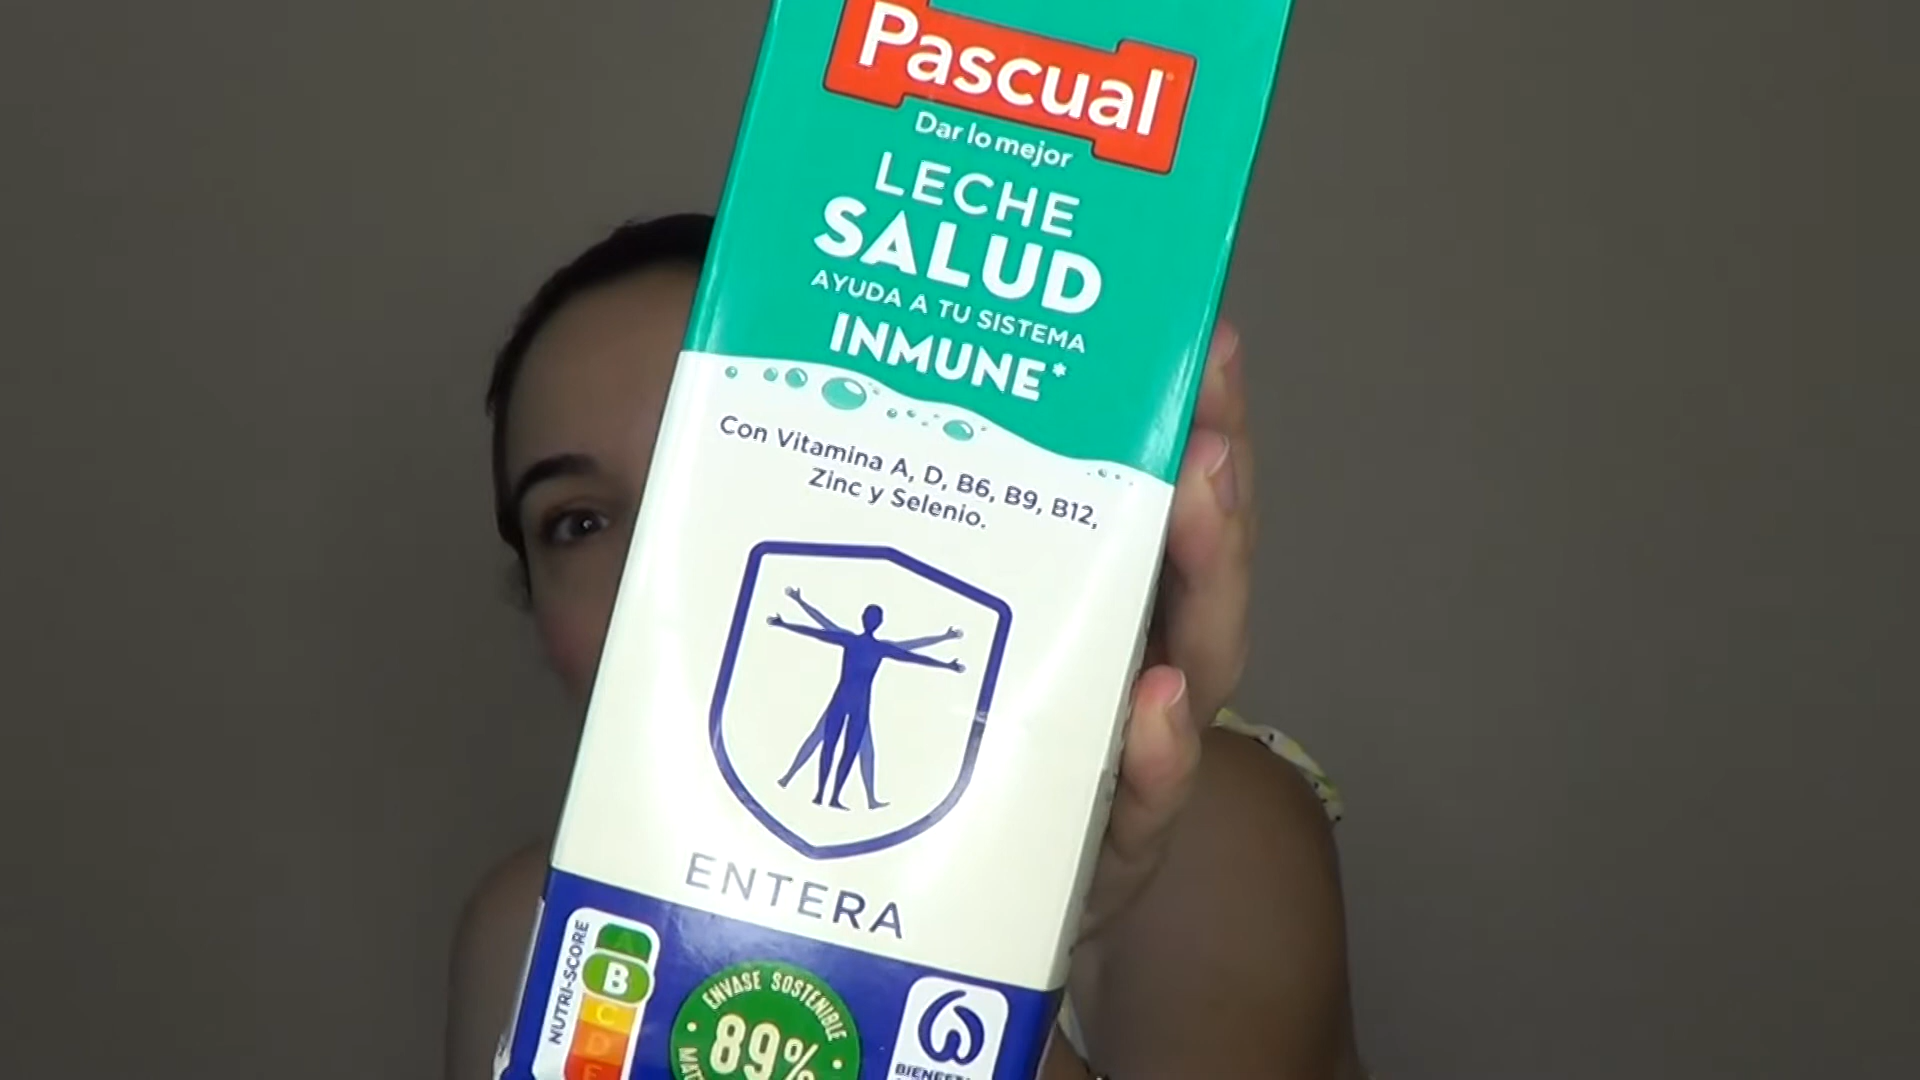 Pascual
Dar lo mejor
LECHE
SALUD
AYUDA A TU SISTEMA
INMUNE*
Con Vitamina A, D, B6, B9, B12,
Zinc y Selenio.
ENTERA
NUTRI-SCORE
A
B
C
D
E
ENVASE SOSTENIBLE
89%